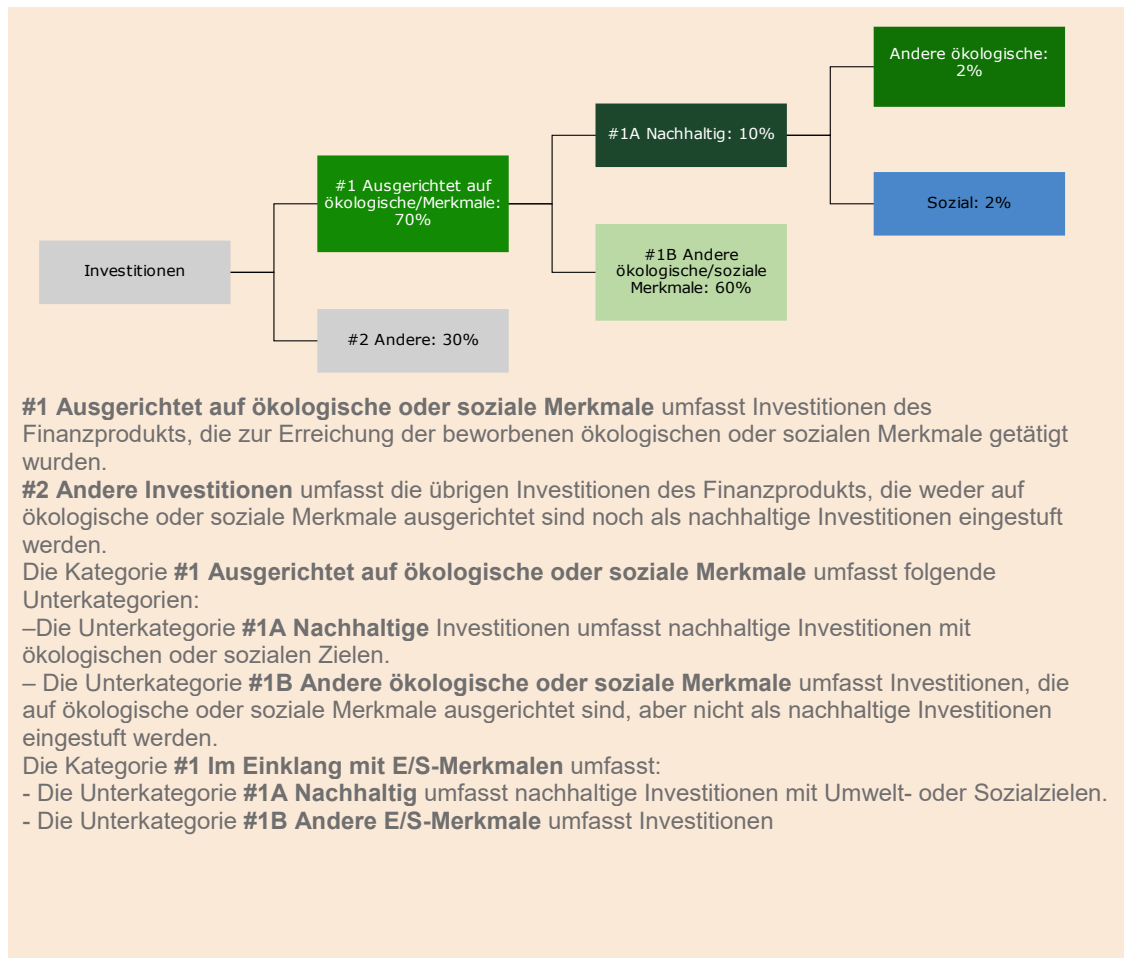 Andere ökologische:
2%
#1A Nachhaltig: 10%
#1 Ausgerichtet auf
ökologische/Merkmale:
70%
Sozial: 2%
#1B Andere
ökologische/soziale
Merkmale: 60%
Investitionen
#2 Andere: 30%
#1 Ausgerichtet auf ökologische oder soziale Merkmale umfasst Investitionen des
Finanzprodukts, die zur Erreichung der beworbenen ökologischen oder sozialen Merkmale getätigt
wurden.
#2 Andere Investitionen umfasst die übrigen Investitionen des Finanzprodukts, die weder auf
ökologische oder soziale Merkmale ausgerichtet sind noch als nachhaltige Investitionen eingestuft
werden.
Die Kategorie #1 Ausgerichtet auf ökologische oder soziale Merkmale umfasst folgende
Unterkategorien:
–Die Unterkategorie #1A Nachhaltige Investitionen umfasst nachhaltige Investitionen mit
ökologischen oder sozialen Zielen.
– Die Unterkategorie #1B Andere ökologische oder soziale Merkmale umfasst Investitionen, die
auf ökologische oder soziale Merkmale ausgerichtet sind, aber nicht als nachhaltige Investitionen
eingestuft werden.
Die Kategorie #1 Im Einklang mit E/S-Merkmalen umfasst:
- Die Unterkategorie #1A Nachhaltig umfasst nachhaltige Investitionen mit Umwelt- oder Sozialzielen.
- Die Unterkategorie #1B Andere E/S-Merkmale umfasst Investitionen